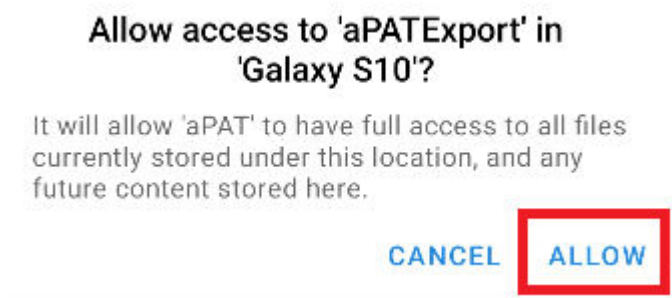 Allow access to 'aPATExport' in
'Galaxy S10'?
It will allow 'aPAT' to have full access to all files
currently stored under this location, and any
future content stored here.
CANCEL ALLOW